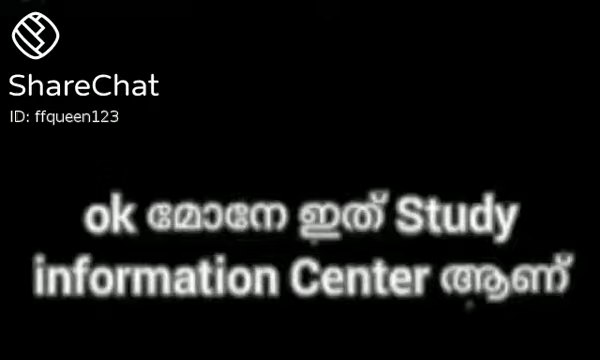 ShareChat
ID: ffqueen123
ok മോനേ ഇത് Study
information Center ആണ്